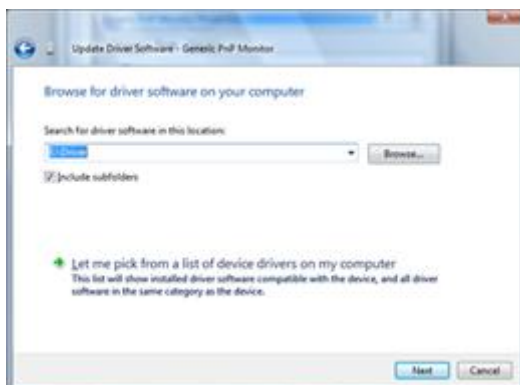 Update Driver Software - Generic PnP Monitor
Browse for driver software on your computer
Search for driver software in this location:
Browse...
Include subfolders
Let me pick from a list of device drivers on my computer
This list will show installed driver software compatible with the device, and all driver
software in the same category as the device.
Next
Cancel